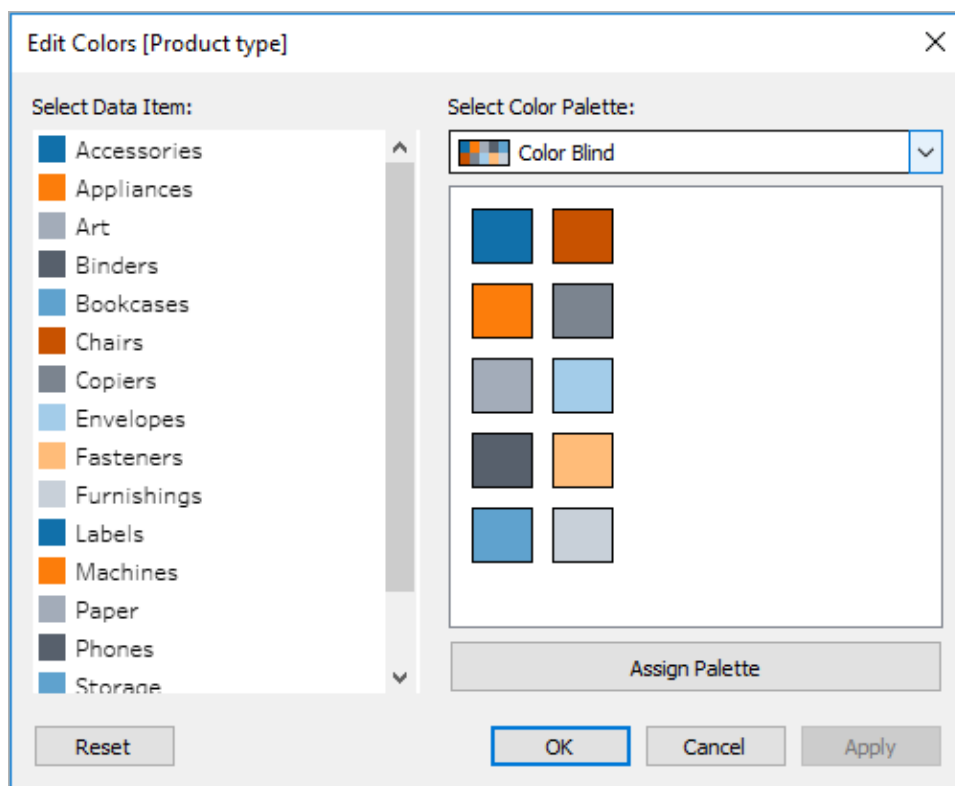 Edit Colors [Product type]
Select Data Item:
Accessories
Appliances
Art
Binders
Bookcases
Chairs
Copiers
Envelopes
Fasteners
Furnishings
Labels
Machines
Paper
Phones
Storage
Select Color Palette:
Color Blind
Assign Palette
Reset
OK
Cancel
Apply